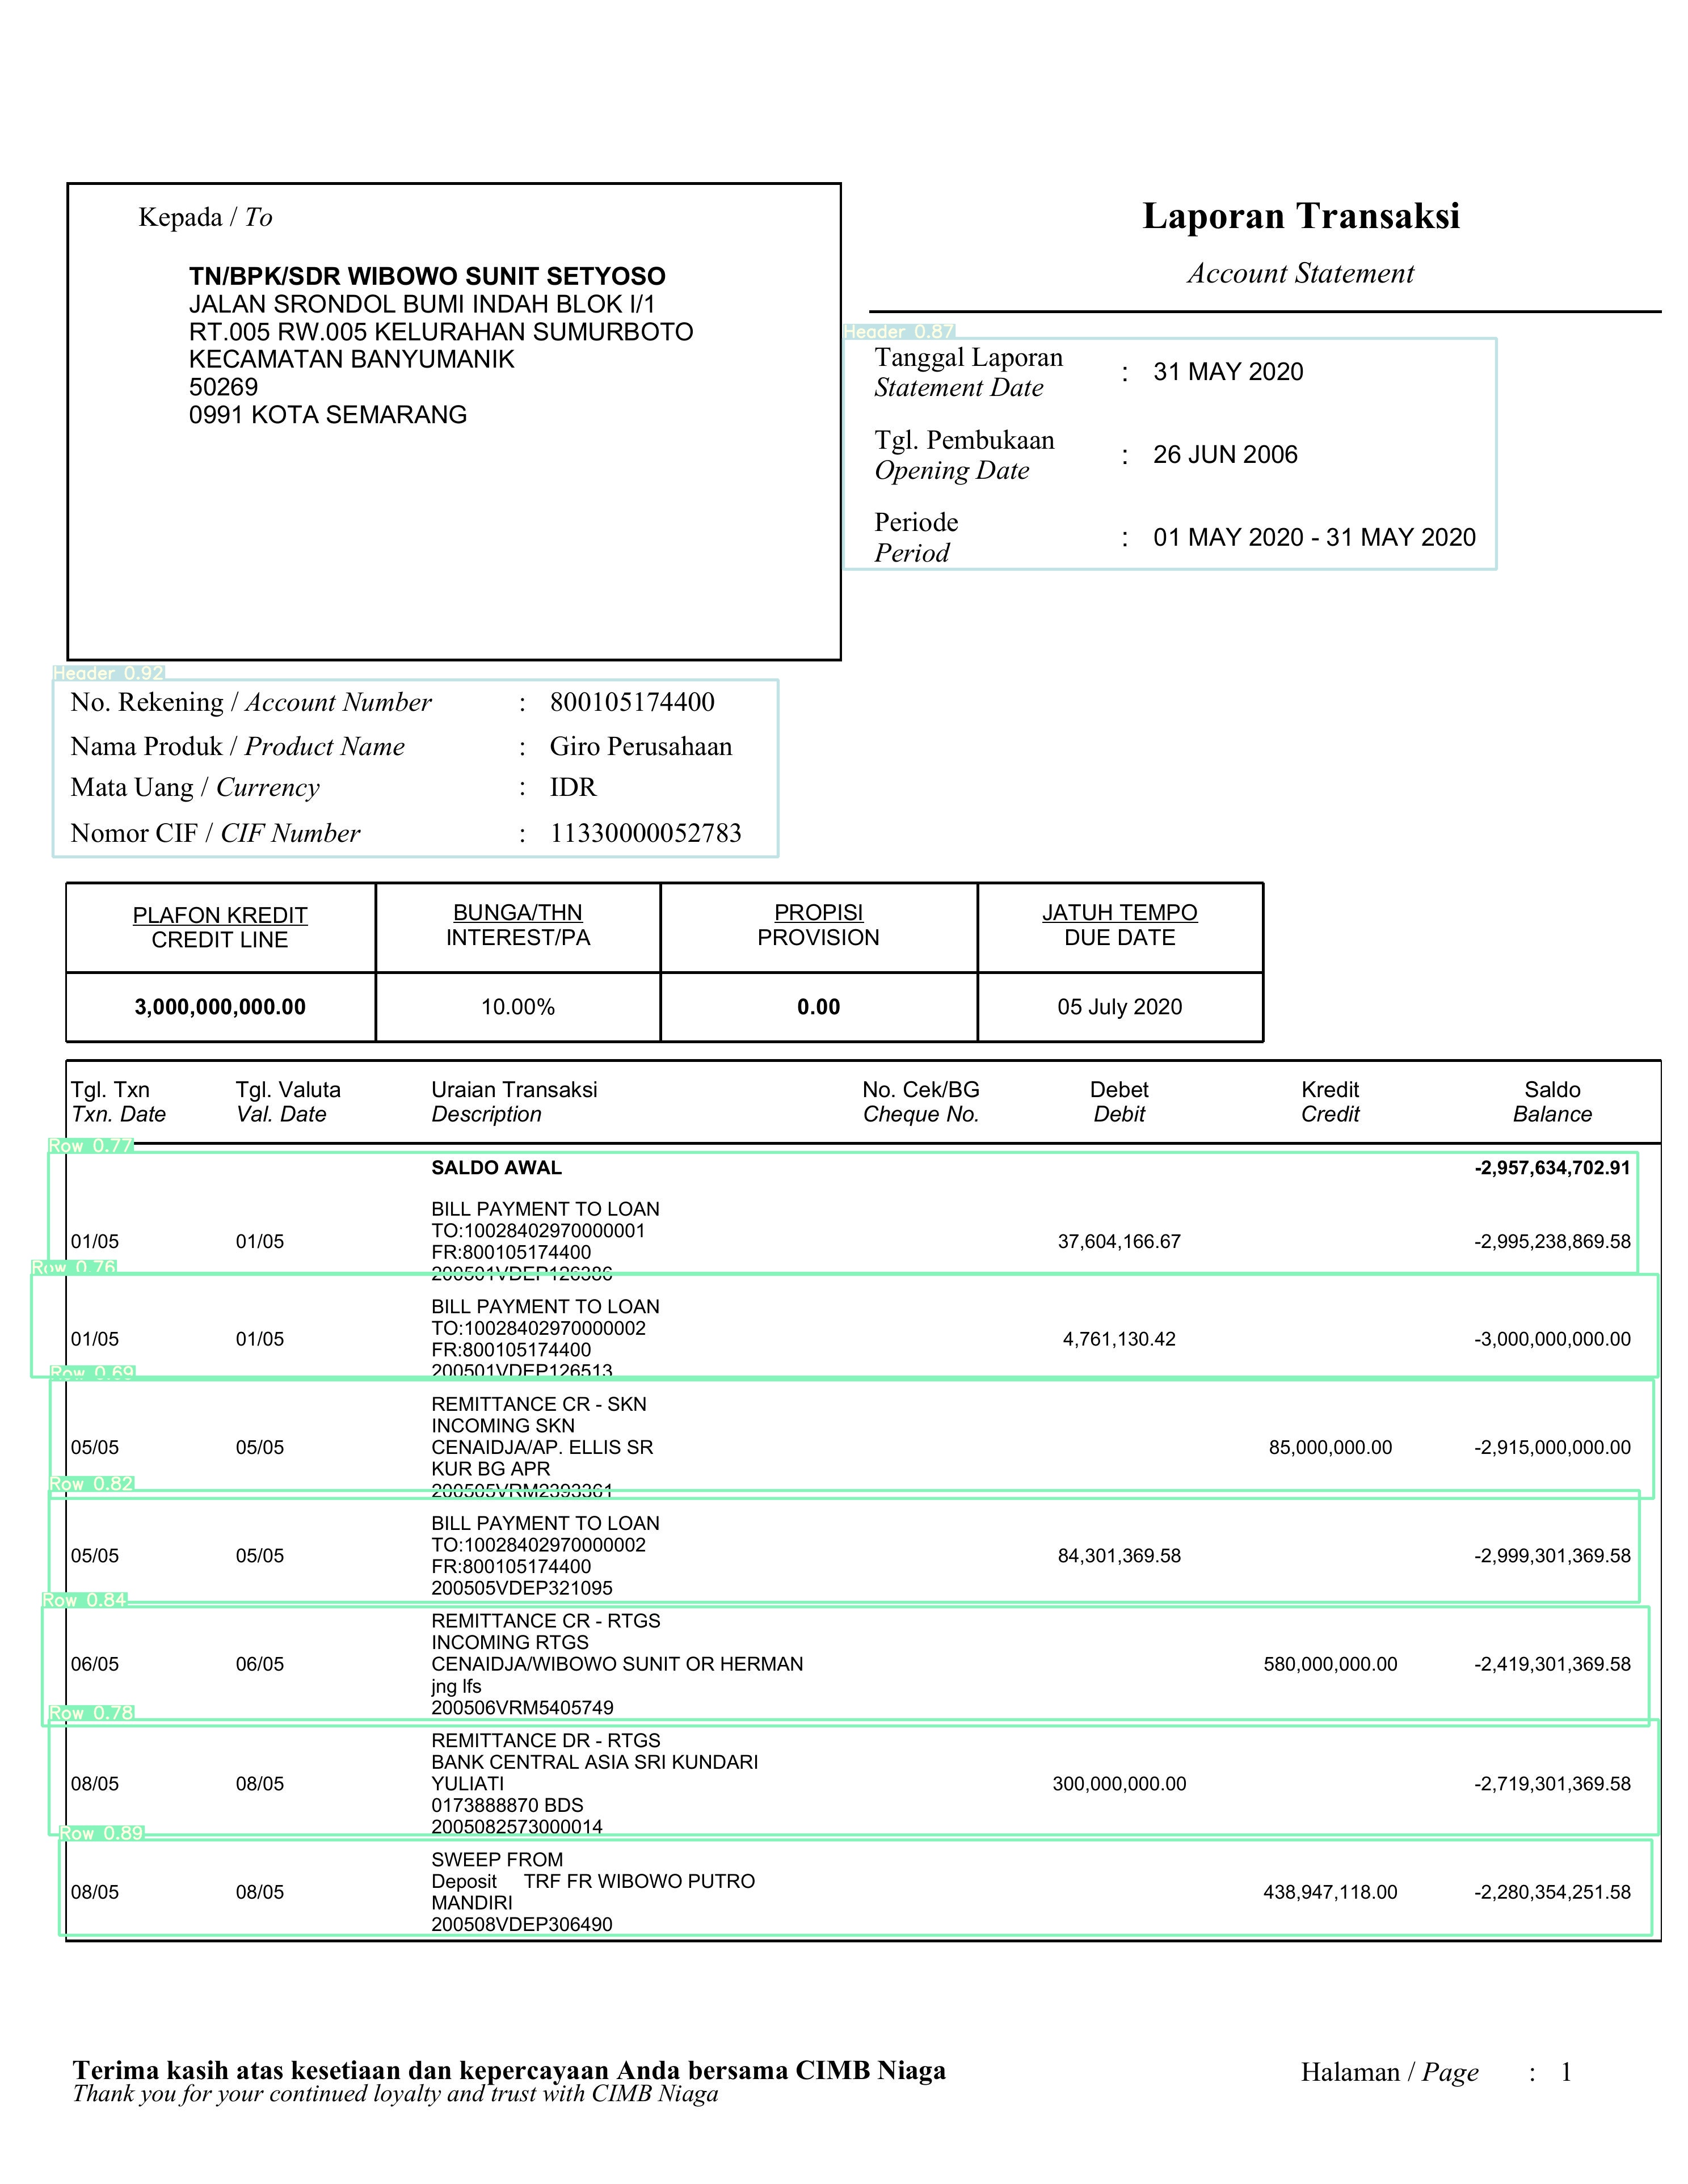 Kepada / To
TN/BPK/SDR WIBOWO SUNIT SETYOSO
JALAN SRONDOL BUMI INDAH BLOK I/1
RT.005 RW.005 KELURAHAN SUMURBOTO
KECAMATAN BANYUMANIK
50269
0991 KOTA SEMARANG
Laporan Transaksi
Account Statement
Header 0.87
Tanggal Laporan
Statement Date : 31 MAY 2020
Tgl. Pembukaan
Opening Date : 26 JUN 2006
Periode
Period : 01 MAY 2020 - 31 MAY 2020
Header 0.92
No. Rekening / Account Number : 800105174400
Nama Produk / Product Name : Giro Perusahaan
Mata Uang / Currency : IDR
Nomor CIF / CIF Number : 11330000052783
PLAFON KREDIT BUNGA/THN PROPISI JATUH TEMPO
CREDIT LINE INTEREST/PA PROVISION DUE DATE
3,000,000,000.00 10.00% 0.00 05 July 2020
Tgl. Txn Tgl. Valuta Uraian Transaksi No. Cek/BG Debet Kredit Saldo
Txn. Date Val. Date Description Cheque No. Debit Credit Balance
Row 0.77
SALDO AWAL -2,957,634,702.91
BILL PAYMENT TO LOAN
TO:10028402970000001
01/05 01/05 FR:800105174400 37,604,166.67 -2,995,238,869.58
200501VDEP126386
Row 0.76
BILL PAYMENT TO LOAN
TO:10028402970000002
01/05 01/05 FR:800105174400 4,761,130.42 -3,000,000,000.00
200501VDEP126513
Row 0.69
REMITTANCE CR - SKN
INCOMING SKN
05/05 05/05 CENAIDJA/AP. ELLIS SR 85,000,000.00 -2,915,000,000.00
KUR BG APR
200505VRM2393361
Row 0.82
BILL PAYMENT TO LOAN
TO:10028402970000002
05/05 05/05 FR:800105174400 84,301,369.58 -2,999,301,369.58
200505VDEP321095
Row 0.84
REMITTANCE CR - RTGS
INCOMING RTGS
06/05 06/05 CENAIDJA/WIBOWO SUNIT OR HERMAN 580,000,000.00 -2,419,301,369.58
jng lfs
200506VRM5405749
Row 0.78
REMITTANCE DR - RTGS
BANK CENTRAL ASIA SRI KUNDARI
08/05 08/05 YULIATI 300,000,000.00 -2,719,301,369.58
0173888870 BDS
2005082573000014
Row 0.89
SWEEP FROM
Deposit TRF FR WIBOWO PUTRO
08/05 08/05 MANDIRI 438,947,118.00 -2,280,354,251.58
200508VDEP306490
Terima kasih atas kesetiaan dan kepercayaan Anda bersama CIMB Niaga
Thank you for your continued loyalty and trust with CIMB Niaga
Halaman / Page : 1